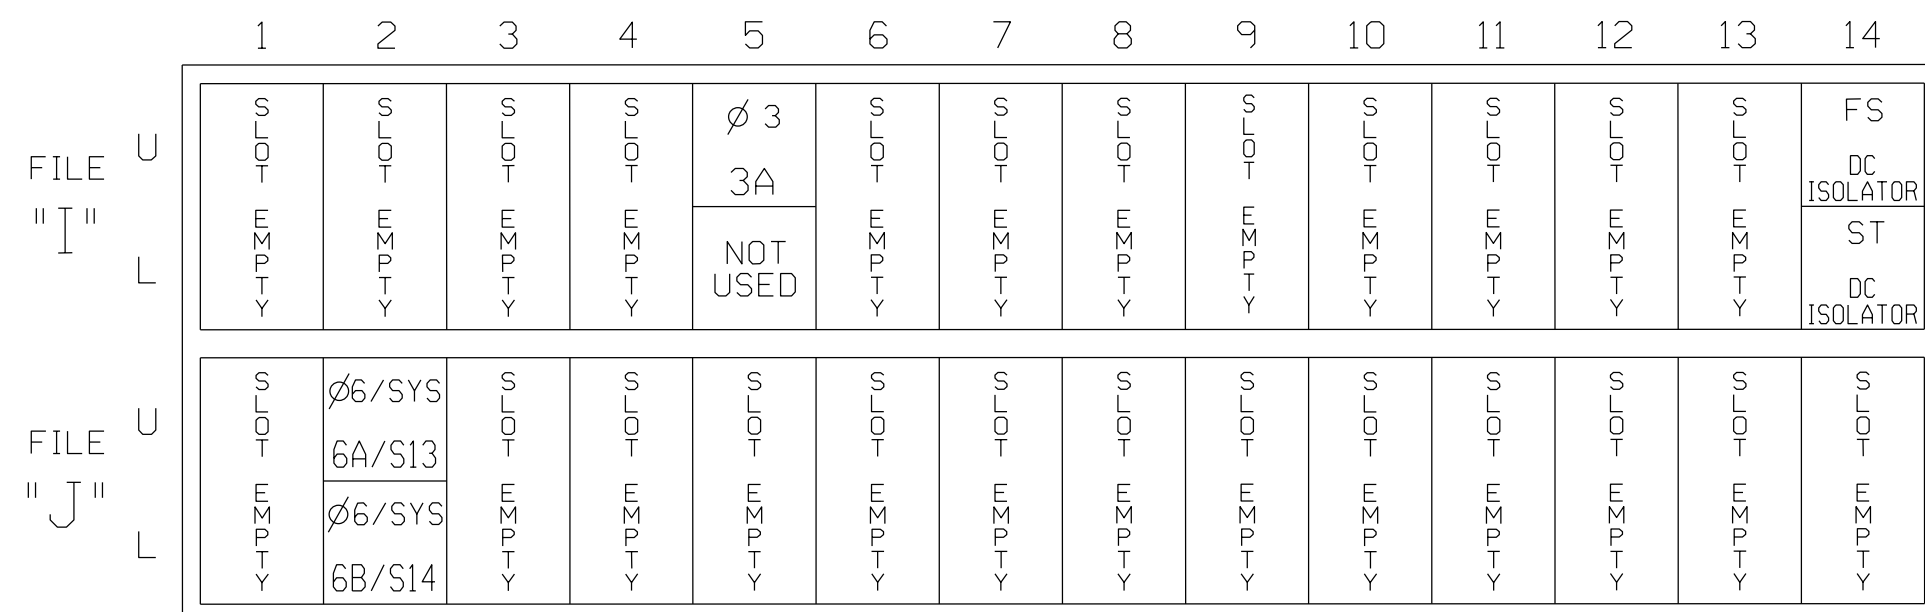 1 2 3 4 5 6 7 8 9 10 11 12 13 14
FILE
"I"
U
L
SLOT EMPTY
SLOT EMPTY
SLOT EMPTY
SLOT EMPTY
Ø 3
3A
NOT
USED
SLOT EMPTY
SLOT EMPTY
SLOT EMPTY
SLOT EMPTY
SLOT EMPTY
SLOT EMPTY
SLOT EMPTY
SLOT EMPTY
FS
DC
ISOLATOR
ST
DC
ISOLATOR
FILE
"J"
U
L
SLOT EMPTY
Ø6/SYS
6A/S13
Ø6/SYS
6B/S14
SLOT EMPTY
SLOT EMPTY
SLOT EMPTY
SLOT EMPTY
SLOT EMPTY
SLOT EMPTY
SLOT EMPTY
SLOT EMPTY
SLOT EMPTY
SLOT EMPTY
SLOT EMPTY
SLOT EMPTY